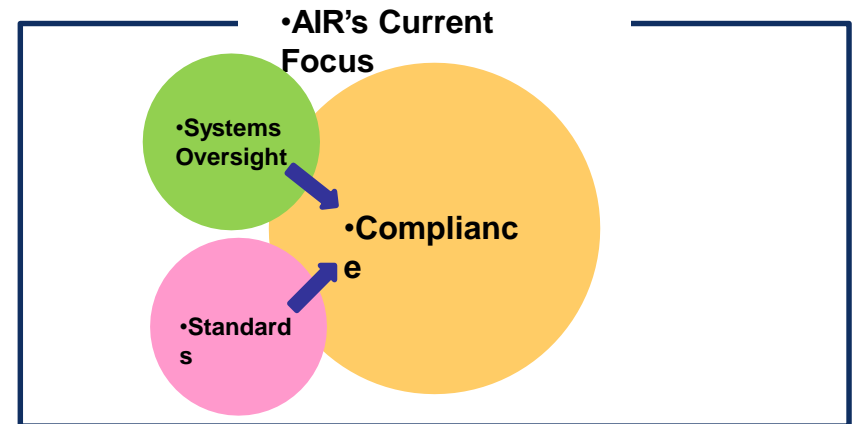 •AIR's Current
Focus
•Systems
Oversight
•Complianc
e
•Standard
s